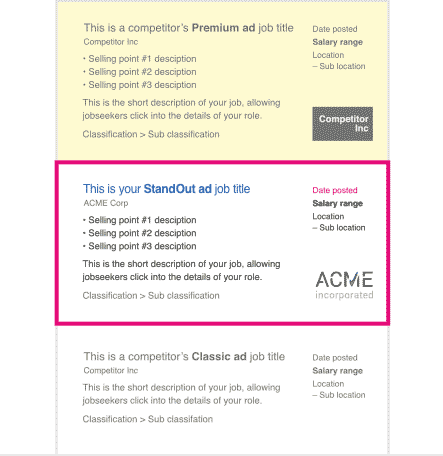 This is a competitor's Premium ad job title
Competitor Inc
• Selling point #1 desciption
• Selling point #2 desciption
• Selling point #3 desciption
This is the short description of your job, allowing
jobseekers click into the details of your role.
Classification > Sub classification
Date posted
Salary range
Location
– Sub location
Competitor
Inc
This is your StandOut ad job title
ACME Corp
• Selling point #1 desciption
• Selling point #2 desciption
• Selling point #3 desciption
This is the short description of your job, allowing
jobseekers click into the details of your role.
Classification > Sub classification
Date posted
Salary range
Location
– Sub location
ACME
incorporated
This is a competitor's Classic ad job title
Competitor Inc
This is the short description of your job, allowing
jobseekers click into the details of your role.
Classification > Sub classifation
Date posted
Salary range
Location
– Sub location